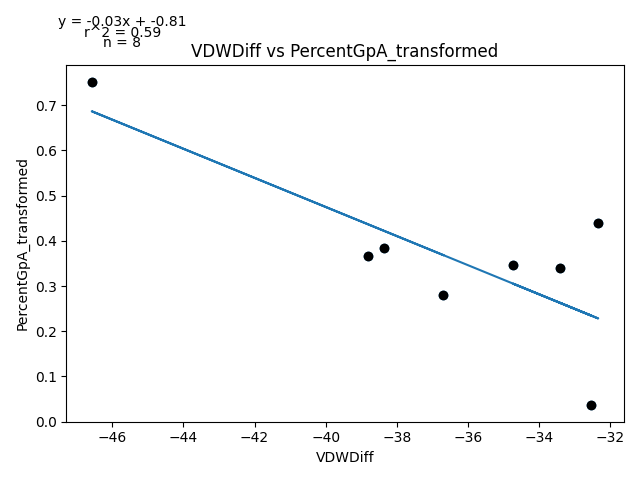 y = -0.03x + -0.81
r^2 = 0.59
n = 8
VDWDiff vs PercentGpA_transformed
PercentGpA_transformed
0.7
0.6
0.5
0.4
0.3
0.2
0.1
0.0
−46 −44 −42 −40 −38 −36 −34 −32
VDWDiff